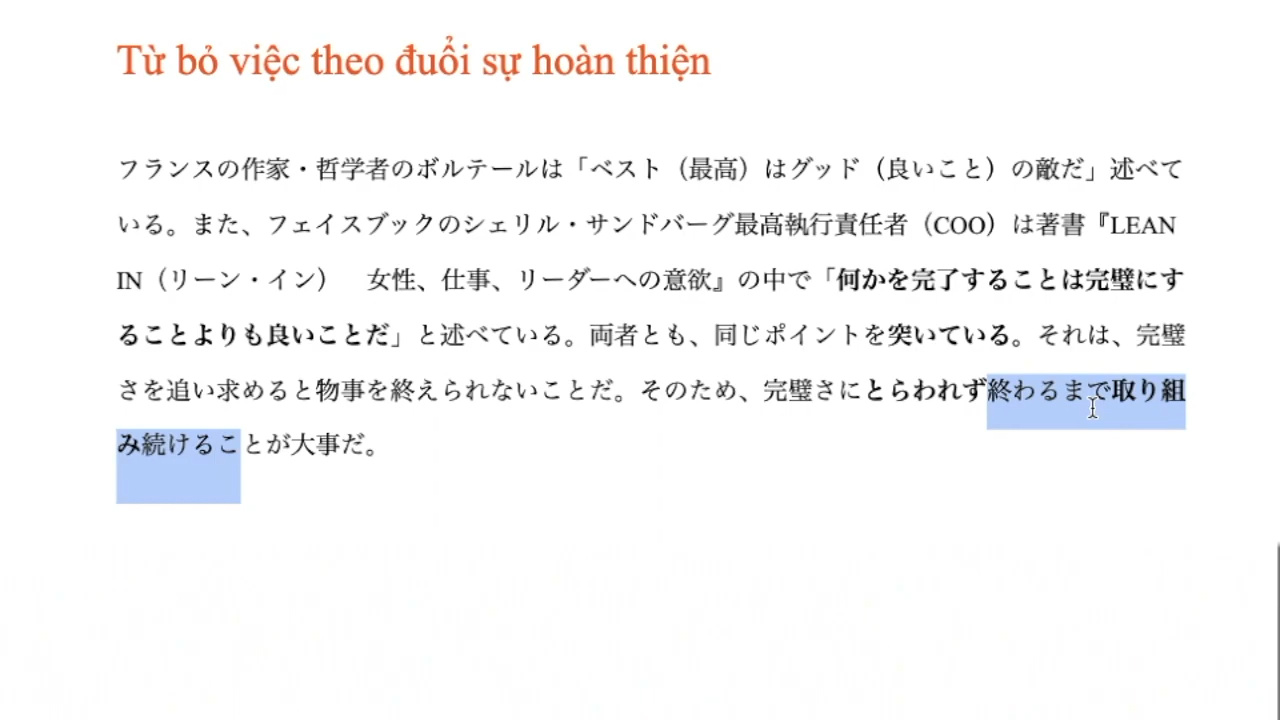 Từ bỏ việc theo đuổi sự hoàn thiện
フランスの作家・哲学者のボルテールは「ベスト（最高）はグッド（良いこと）の敵だ」述べて
いる。また、フェイスブックのシェリル・サンドバーグ最高執行責任者（COO）は著書『LEAN
IN（リーン・イン）　女性、仕事、リーダーへの意欲』の中で「何かを完了することは完璧にす
ることよりも良いことだ」と述べている。両者とも、同じポイントを突いている。それは、完璧
さを追い求めると物事を終えられないことだ。そのため、完璧さにとらわれず終わるまで取り組
み続けることが大事だ。